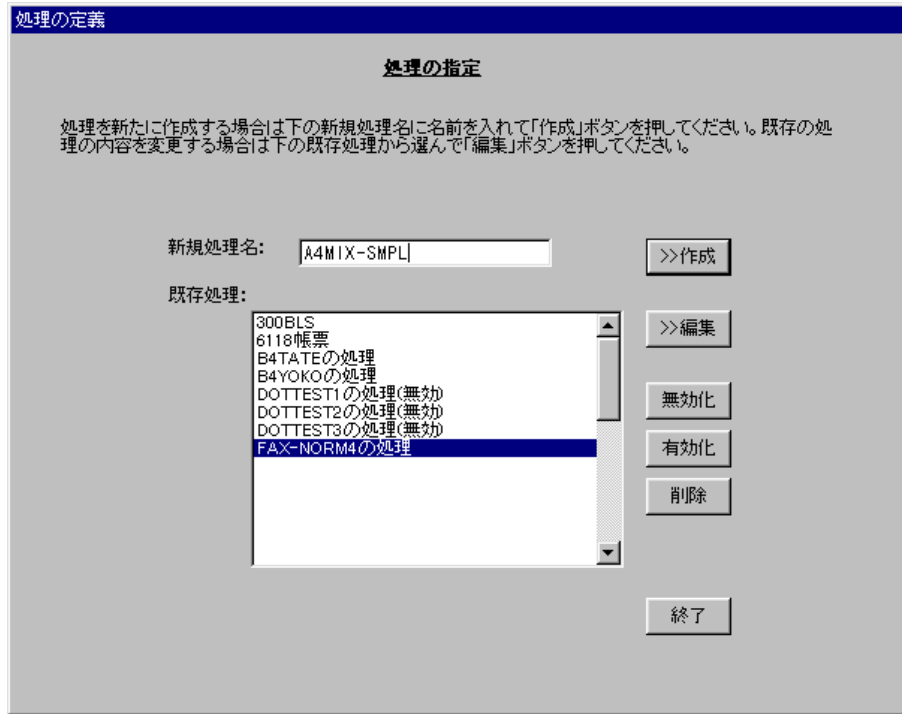 処理の定義
処理の指定
処理を新たに作成する場合は下の新規処理名に名前を入れて「作成」ボタンを押してください。既存の処
理の内容を変更する場合は下の既存処理から選んで「編集」ボタンを押してください。
新規処理名:
A4MIX-SMPL
>>作成
既存処理:
300BLS
6118帳票
B4TATEの処理
B4YOKOの処理
DOTTEST1の処理(無効)
DOTTEST2の処理(無効)
DOTTEST3の処理(無効)
FAX-NORM4の処理
>>編集
無効化
有効化
削除
終了